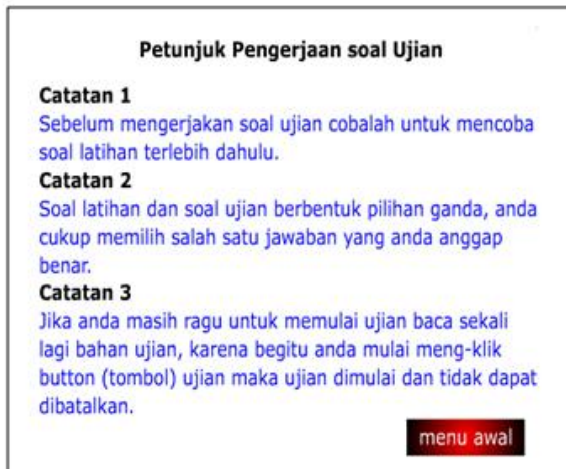 Petunjuk Pengerjaan soal Ujian
Catatan 1
Sebelum mengerjakan soal ujian cobalah untuk mencoba
soal latihan terlebih dahulu.
Catatan 2
Soal latihan dan soal ujian berbentuk pilihan ganda, anda
cukup memilih salah satu jawaban yang anda anggap
benar.
Catatan 3
Jika anda masih ragu untuk memulai ujian baca sekali
lagi bahan ujian, karena begitu anda mulai meng-klik
button (tombol) ujian maka ujian dimulai dan tidak dapat
dibatalkan.
menu awal